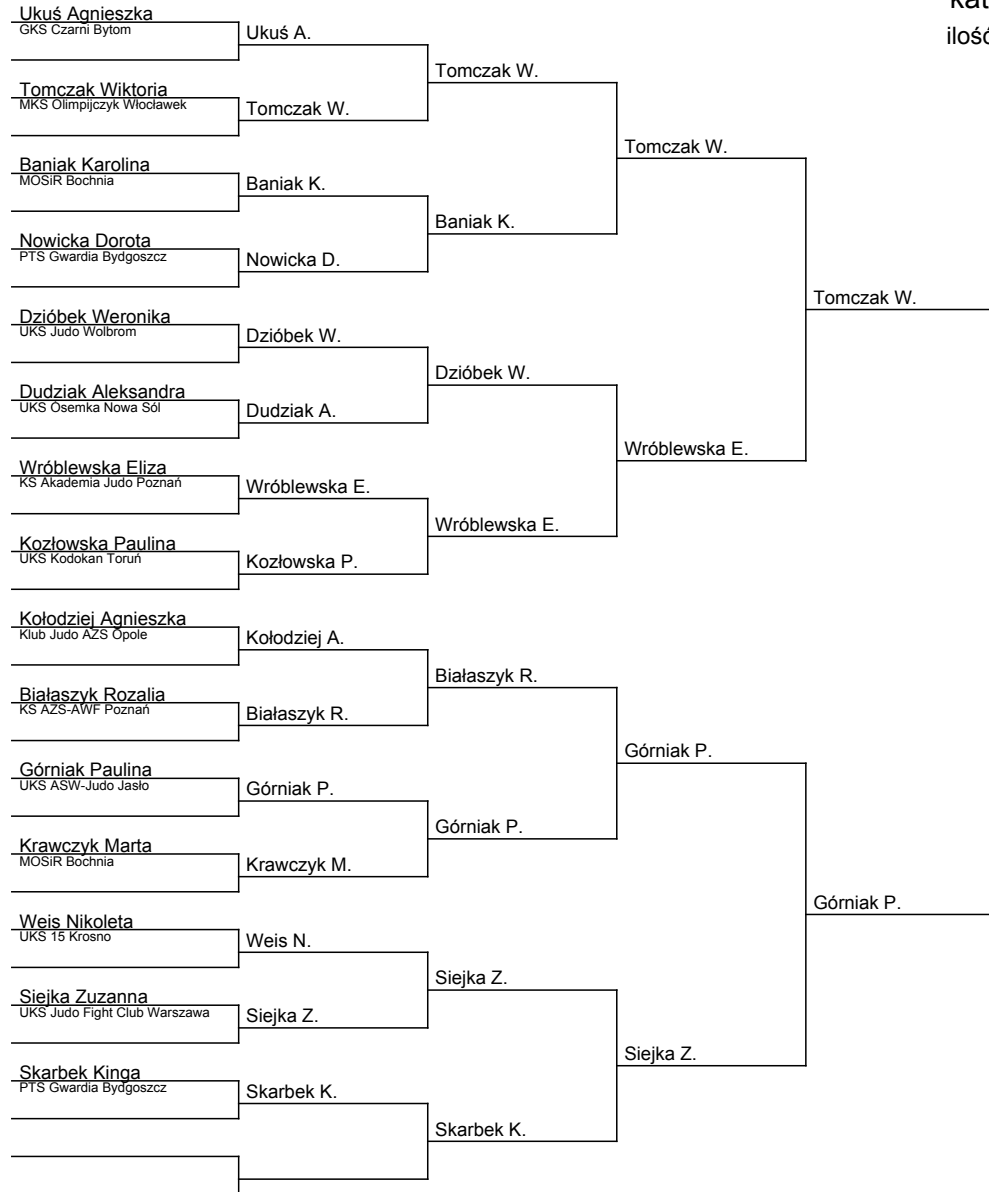 Ukuś Agnieszka
GKS Czarni Bytom
Ukuś A.
Tomczak W.
Tomczak Wiktoria
MKS Olimpijczyk Włocławek
Tomczak W.
Tomczak W.
Baniak Karolina
MOSiR Bochnia
Baniak K.
Baniak K.
Nowicka Dorota
PTS Gwardia Bydgoszcz
Nowicka D.
Tomczak W.
Dzióbek Weronika
UKS Judo Wolbrom
Dzióbek W.
Dzióbek W.
Dudziak Aleksandra
UKS Ósemka Nowa Sól
Dudziak A.
Wróblewska E.
Wróblewska Eliza
KS Akademia Judo Poznań
Wróblewska E.
Wróblewska E.
Kozłowska Paulina
UKS Kodokan Toruń
Kozłowska P.
Kołodziej Agnieszka
Klub Judo AZS Opole
Kołodziej A.
Białaszyk R.
Białaszyk Rozalia
KS AZS-AWF Poznań
Białaszyk R.
Górniak P.
Górniak Paulina
UKS ASW-Judo Jasło
Górniak P.
Górniak P.
Krawczyk Marta
MOSiR Bochnia
Krawczyk M.
Górniak P.
Weis Nikoleta
UKS 15 Krosno
Weis N.
Siejka Z.
Siejka Zuzanna
UKS Judo Fight Club Warszawa
Siejka Z.
Siejka Z.
Skarbek Kinga
PTS Gwardia Bydgoszcz
Skarbek K.
Skarbek K.